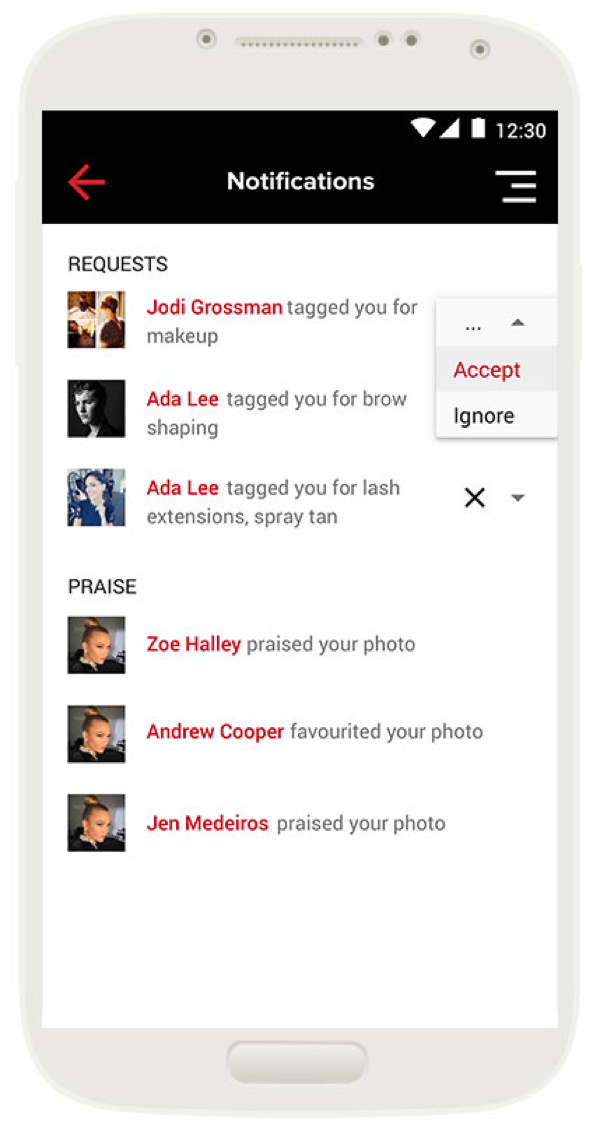 12:30
Notifications
REQUESTS
Jodi Grossman tagged you for
makeup
...
Accept
Ignore
Ada Lee tagged you for brow
shaping
Ada Lee tagged you for lash
extensions, spray tan
PRAISE
Zoe Halley praised your photo
Andrew Cooper favourited your photo
Jen Medeiros praised your photo